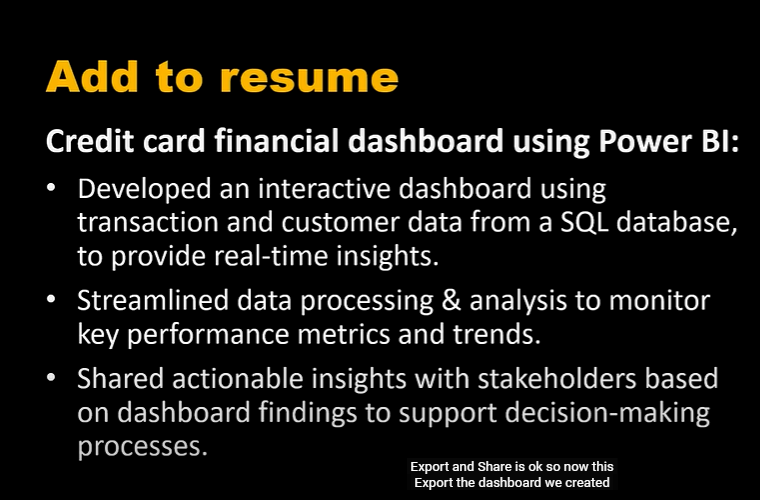 Add to resume
Credit card financial dashboard using Power BI:
• Developed an interactive dashboard using
transaction and customer data from a SQL database,
to provide real-time insights.
• Streamlined data processing & analysis to monitor
key performance metrics and trends.
• Shared actionable insights with stakeholders based
on dashboard findings to support decision-making
processes.
Export and Share is ok so now this
Export the dashboard we created